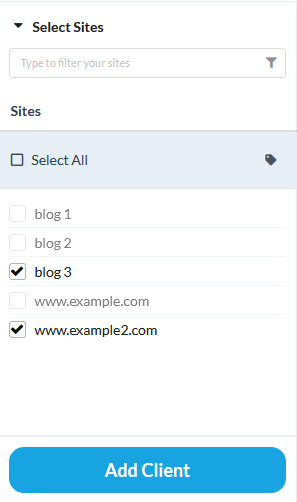 Select Sites
Type to filter your sites
Sites
Select All
blog 1
blog 2
blog 3
www.example.com
www.example2.com
Add Client